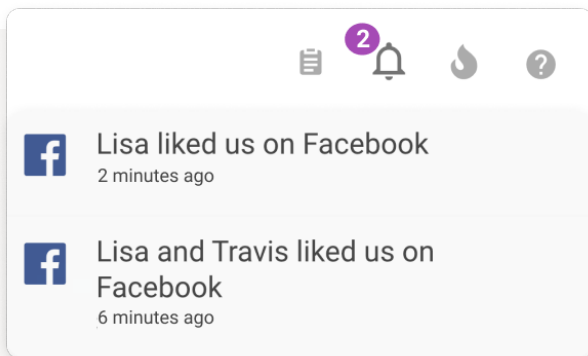 2
Lisa liked us on Facebook
2 minutes ago
Lisa and Travis liked us on
Facebook
6 minutes ago